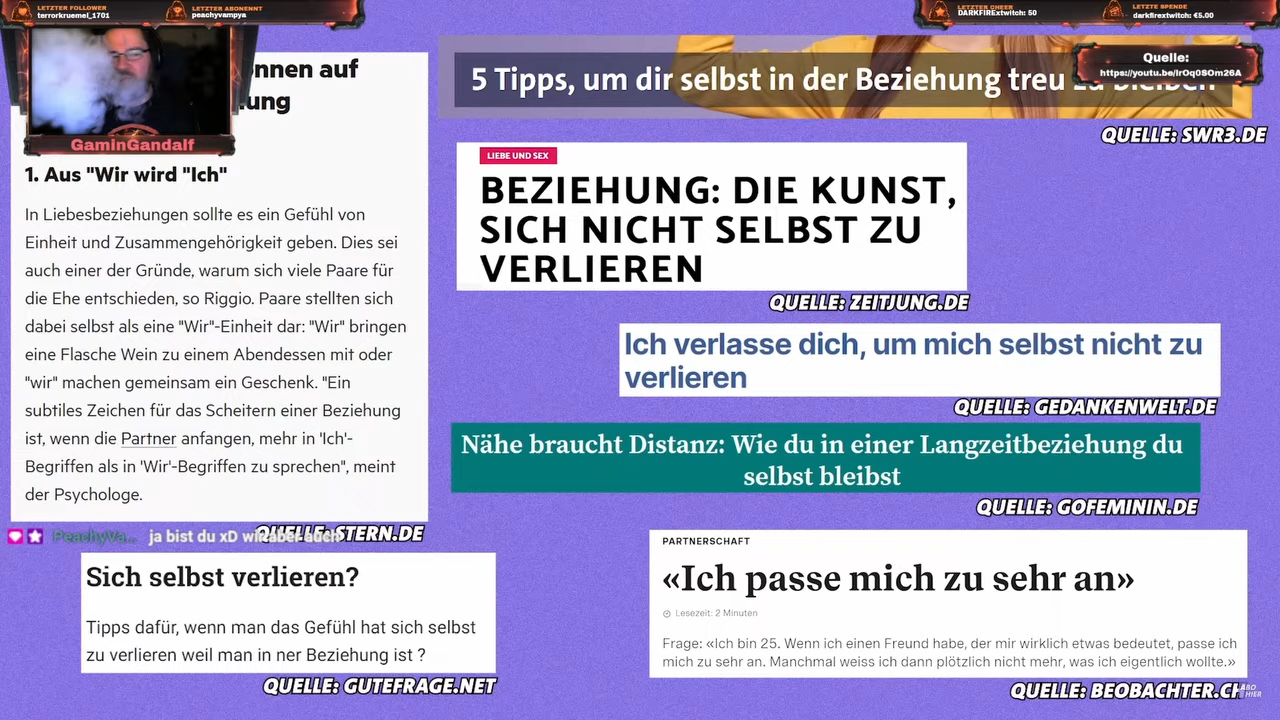 LETZTER FOLLOWER
terrorkruemel_1701
LETZTER ABONNENT
peachyvampya
LETZTER CHEER
DARKFIREXtwitch: 50
LETZTE SPENDE
darkfirextwitch: €5.00
önnen auf
ung
GaminGandalf
1. Aus "Wir wird "Ich"
In Liebesbeziehungen sollte es ein Gefühl von
Einheit und Zusammengehörigkeit geben. Dies sei
auch einer der Gründe, warum sich viele Paare für
die Ehe entschieden, so Riggio. Paare stellten sich
dabei selbst als eine "Wir"-Einheit dar: "Wir" bringen
eine Flasche Wein zu einem Abendessen mit oder
"wir" machen gemeinsam ein Geschenk. "Ein
subtiles Zeichen für das Scheitern einer Beziehung
ist, wenn die Partner anfangen, mehr in 'Ich'-
Begriffen als in 'Wir'-Begriffen zu sprechen", meint
der Psychologe.
QUELLE: STERN.DE
PeachyVa... ja bist du xD wir aber auch
Sich selbst verlieren?
Tipps dafür, wenn man das Gefühl hat sich selbst
zu verlieren weil man in ner Beziehung ist ?
QUELLE: GUTEFRAGE.NET
5 Tipps, um dir selbst in der Beziehung treu zu bleiben
Quelle:
QUELLE: SWR3.DE
LIEBE UND SEX
BEZIEHUNG: DIE KUNST,
SICH NICHT SELBST ZU
VERLIEREN
QUELLE: ZEITJUNG.DE
Ich verlasse dich, um mich selbst nicht zu
verlieren
QUELLE: GEDANKENWELT.DE
Nähe braucht Distanz: Wie du in einer Langzeitbeziehung du
selbst bleibst
QUELLE: GOFEMININ.DE
PARTNERSCHAFT
«Ich passe mich zu sehr an»
Lesezeit: 2 Minuten
Frage: «Ich bin 25. Wenn ich einen Freund habe, der mir wirklich etwas bedeutet, passe ich
mich zu sehr an. Manchmal weiss ich dann plötzlich nicht mehr, was ich eigentlich wollte.»
QUELLE: BEOBACHTER.CH